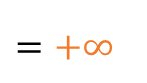 = +∞